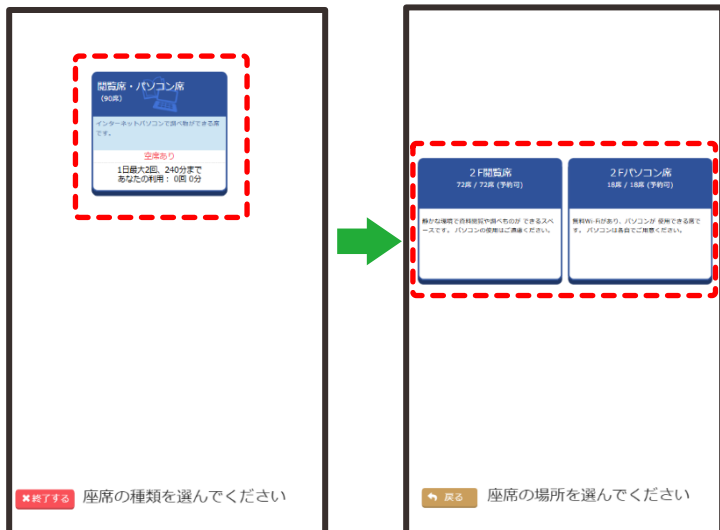 閲覧席・パソコン席
(90席)
インターネットパソコンで調べ物ができる席
です。
空席あり
1日最大2回、240分まで
あなたの利用： 0回 0分
×終了する
座席の種類を選んでください
2F閲覧席
72席 / 72席 (予約可)
静かな環境で資料閲覧や調べものが できるスペ
ースです。 パソコンの使用はご遠慮ください。
2Fパソコン席
18席 / 18席 (予約可)
無料Wi-Fiがあり、パソコンが 使用できる席で
す。 パソコンは各自でご用意ください。
戻る
座席の場所を選んでください